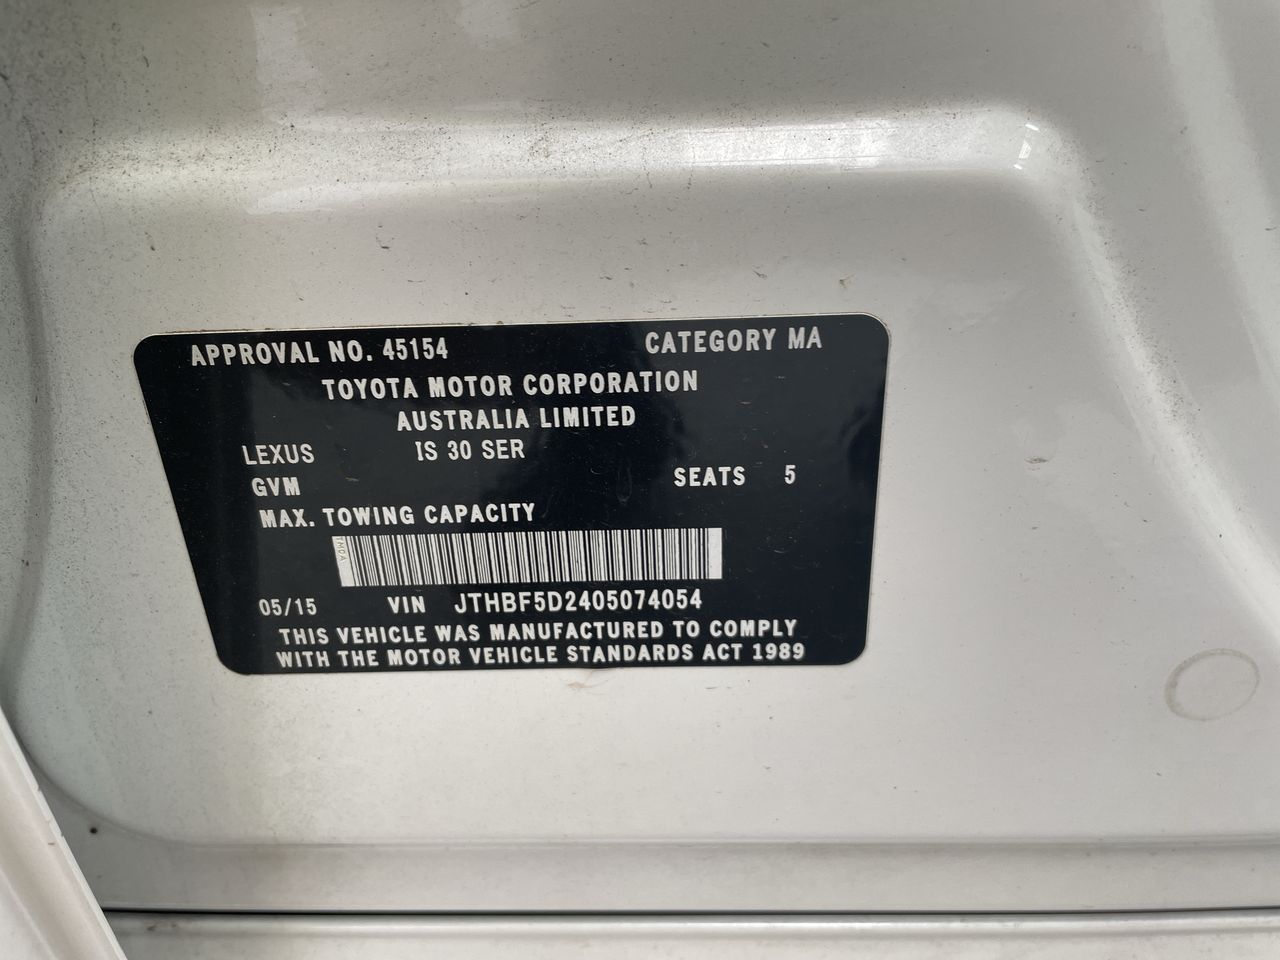 APPROVAL NO. 45154 CATEGORY MA
TOYOTA MOTOR CORPORATION
AUSTRALIA LIMITED
LEXUS IS 30 SER
GVM SEATS 5
MAX. TOWING CAPACITY
TMCA
05/15 VIN JTHBF5D2405074054
THIS VEHICLE WAS MANUFACTURED TO COMPLY
WITH THE MOTOR VEHICLE STANDARDS ACT 1989